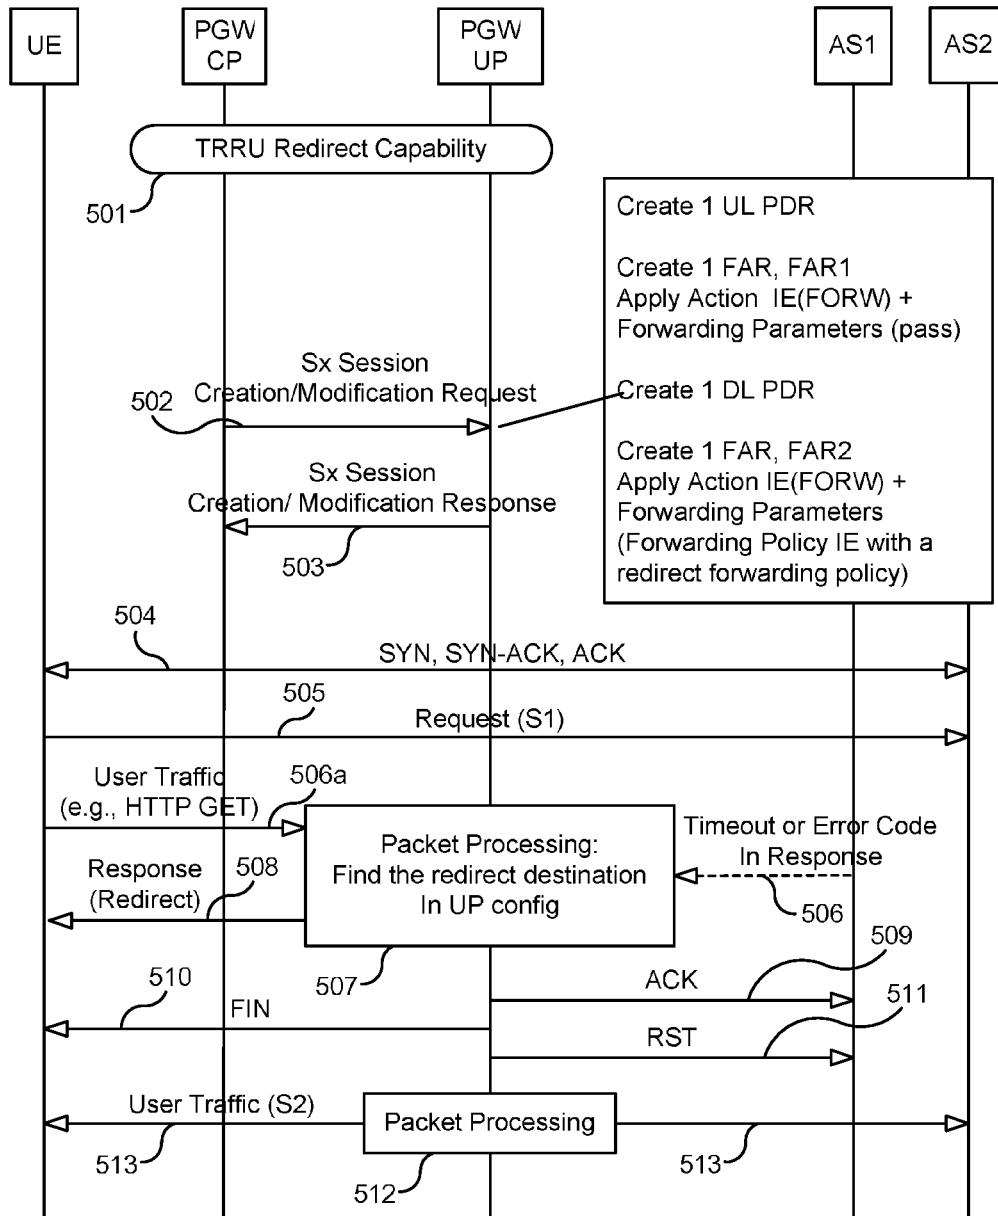 UE
PGW
CP
PGW
UP
AS1
AS2
TRRU Redirect Capability
501
Create 1 UL PDR
Create 1 FAR, FAR1
Apply Action IE(FORW) +
Forwarding Parameters (pass)
Create 1 DL PDR
Create 1 FAR, FAR2
Apply Action IE(FORW) +
Forwarding Parameters
(Forwarding Policy IE with a
redirect forwarding policy)
Sx Session
Creation/Modification Request
502
Sx Session
Creation/ Modification Response
503
504
SYN, SYN-ACK, ACK
505
Request (S1)
User Traffic
(e.g., HTTP GET)
506a
Packet Processing:
Find the redirect destination
In UP config
Timeout or Error Code
In Response
506
Response
(Redirect)
508
507
509
ACK
510
FIN
511
RST
User Traffic (S2)
Packet Processing
513
512
513